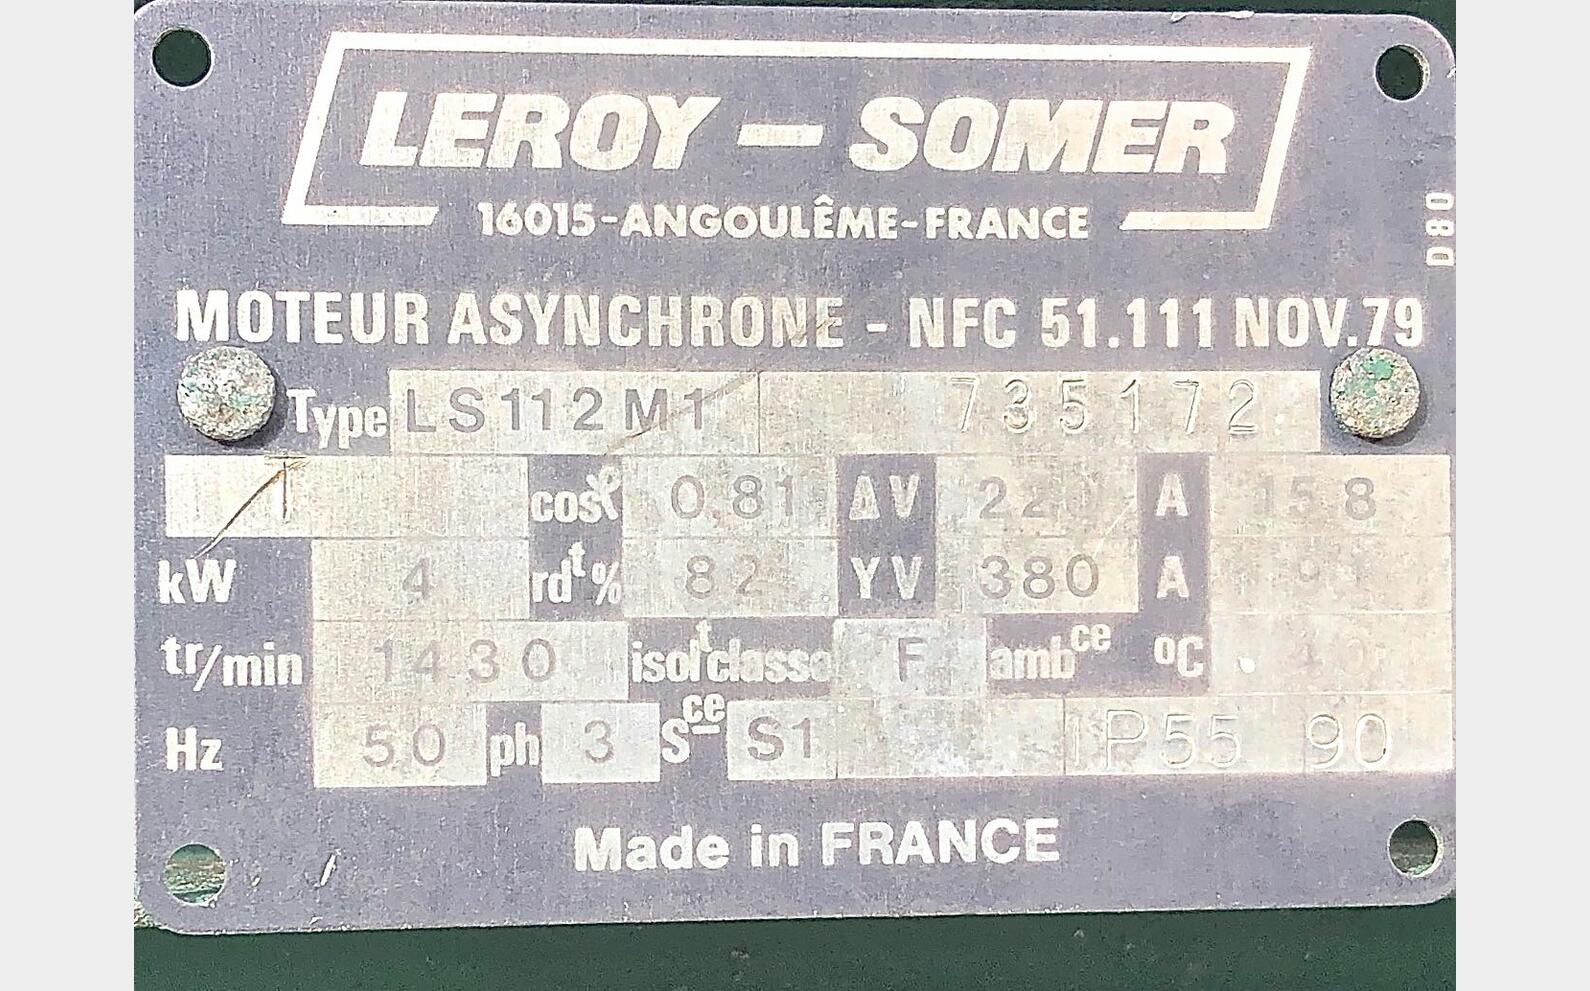 LEROY - SOMER
16015-ANGOULÊME-FRANCE
080
MOTEUR ASYNCHRONE - NFC 51.111 NOV.79
Type LS112M1 735172
T cosφ 0,81 ΔV 220 A 15,8
kW 4 rdt% 82 YV 380 A
tr/min 1430 isolt classe F ambce °C 40
Hz 50 ph 3 Sce S1 IP55 90
Made in FRANCE